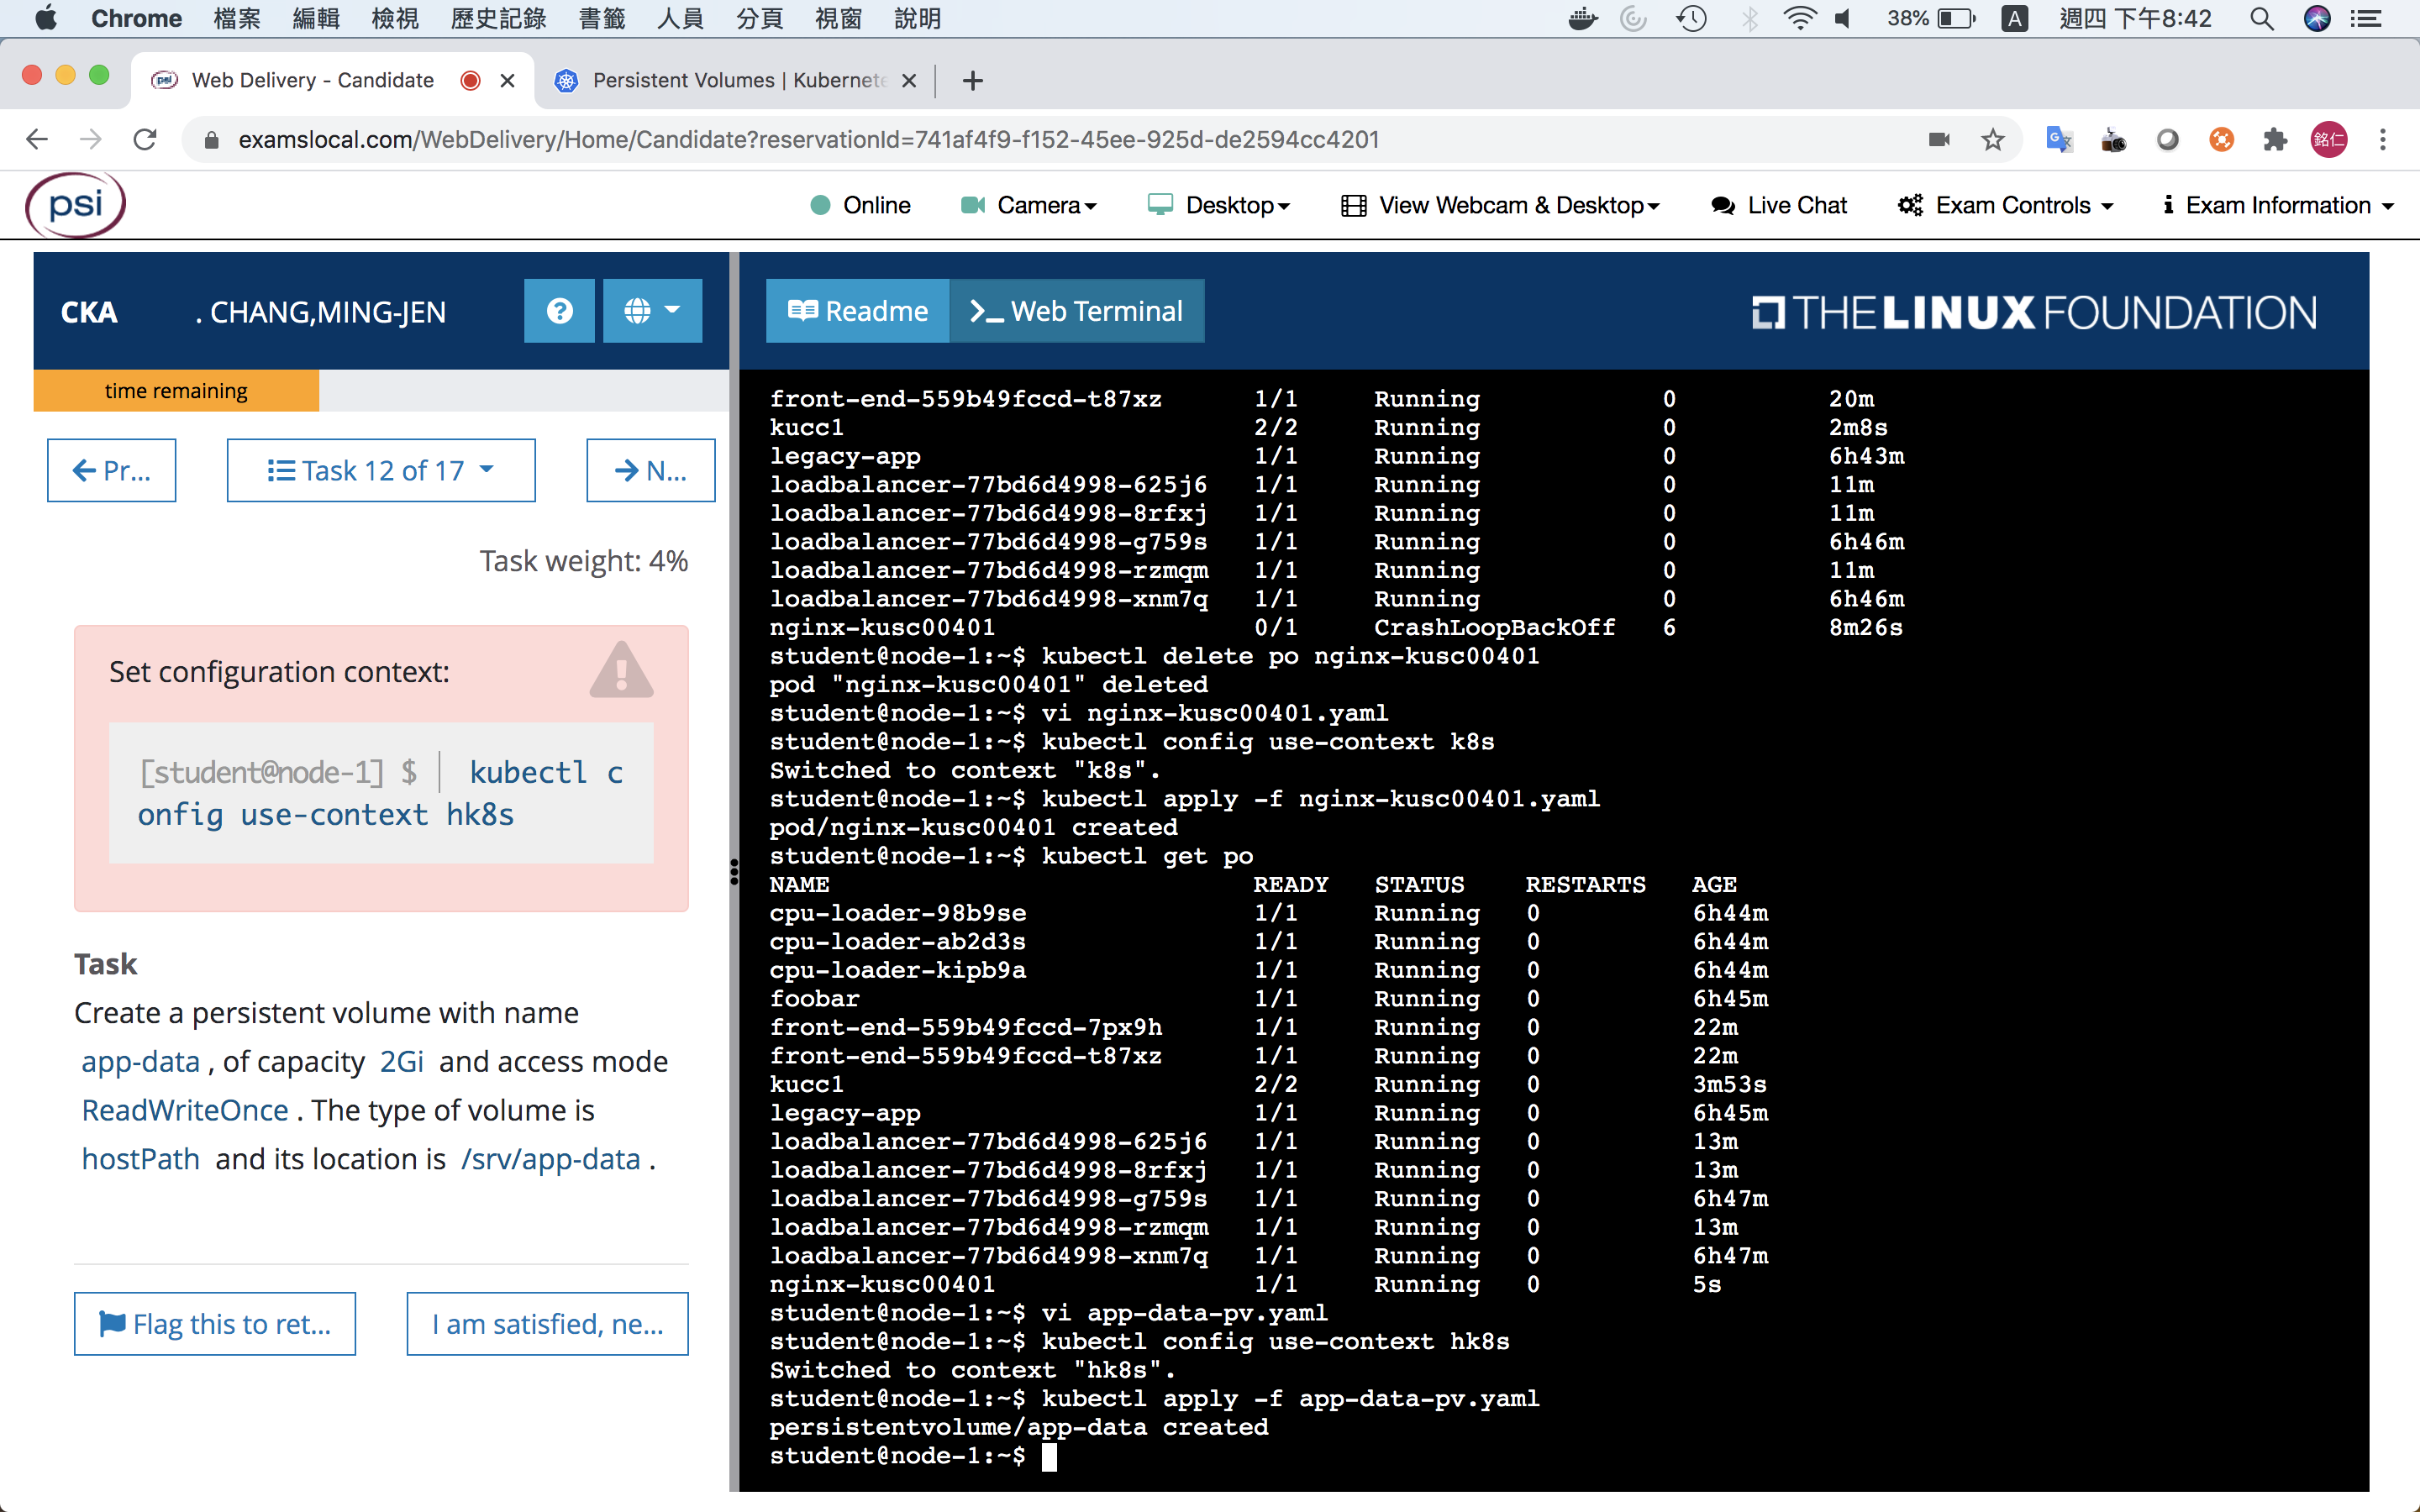 Chrome 檔案 編輯 檢視 歷史記錄 書籤 人員 分頁 視窗 說明 38% A 週四 下午8:42
psi Web Delivery - Candidate Persistent Volumes | Kubernete
examslocal.com/WebDelivery/Home/Candidate?reservationId=741af4f9-f152-45ee-925d-de2594cc4201 銘仁
psi Online Camera Desktop View Webcam & Desktop Live Chat Exam Controls Exam Information
CKA . CHANG,MING-JEN
Readme Web Terminal THE LINUX FOUNDATION
time remaining
Pr... Task 12 of 17 N...
Task weight: 4%
Set configuration context:
[student@node-1] $ kubectl c
onfig use-context hk8s
Task
Create a persistent volume with name
app-data , of capacity 2Gi and access mode
ReadWriteOnce . The type of volume is
hostPath and its location is /srv/app-data .
Flag this to ret... I am satisfied, ne...
front-end-559b49fccd-t87xz 1/1 Running 0 20m
kucc1 2/2 Running 0 2m8s
legacy-app 1/1 Running 0 6h43m
loadbalancer-77bd6d4998-625j6 1/1 Running 0 11m
loadbalancer-77bd6d4998-8rfxj 1/1 Running 0 11m
loadbalancer-77bd6d4998-g759s 1/1 Running 0 6h46m
loadbalancer-77bd6d4998-rzmqm 1/1 Running 0 11m
loadbalancer-77bd6d4998-xnm7q 1/1 Running 0 6h46m
nginx-kusc00401 0/1 CrashLoopBackOff 6 8m26s
student@node-1:~$ kubectl delete po nginx-kusc00401
pod "nginx-kusc00401" deleted
student@node-1:~$ vi nginx-kusc00401.yaml
student@node-1:~$ kubectl config use-context k8s
Switched to context "k8s".
student@node-1:~$ kubectl apply -f nginx-kusc00401.yaml
pod/nginx-kusc00401 created
student@node-1:~$ kubectl get po
NAME READY STATUS RESTARTS AGE
cpu-loader-98b9se 1/1 Running 0 6h44m
cpu-loader-ab2d3s 1/1 Running 0 6h44m
cpu-loader-kipb9a 1/1 Running 0 6h44m
foobar 1/1 Running 0 6h45m
front-end-559b49fccd-7px9h 1/1 Running 0 22m
front-end-559b49fccd-t87xz 1/1 Running 0 22m
kucc1 2/2 Running 0 3m53s
legacy-app 1/1 Running 0 6h45m
loadbalancer-77bd6d4998-625j6 1/1 Running 0 13m
loadbalancer-77bd6d4998-8rfxj 1/1 Running 0 13m
loadbalancer-77bd6d4998-g759s 1/1 Running 0 6h47m
loadbalancer-77bd6d4998-rzmqm 1/1 Running 0 13m
loadbalancer-77bd6d4998-xnm7q 1/1 Running 0 6h47m
nginx-kusc00401 1/1 Running 0 5s
student@node-1:~$ vi app-data-pv.yaml
student@node-1:~$ kubectl config use-context hk8s
Switched to context "hk8s".
student@node-1:~$ kubectl apply -f app-data-pv.yaml
persistentvolume/app-data created
student@node-1:~$